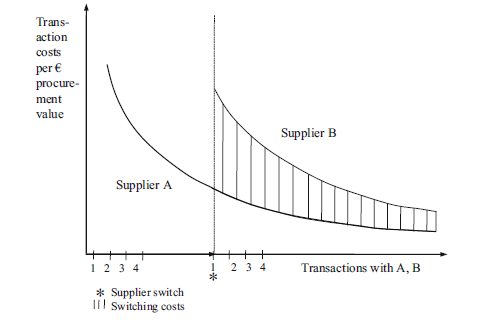 Trans-
action
costs
per €
procure-
ment
value
Supplier B
Supplier A
1 2 3 4 1 2 3 4 Transactions with A, B
*
* Supplier switch
Switching costs